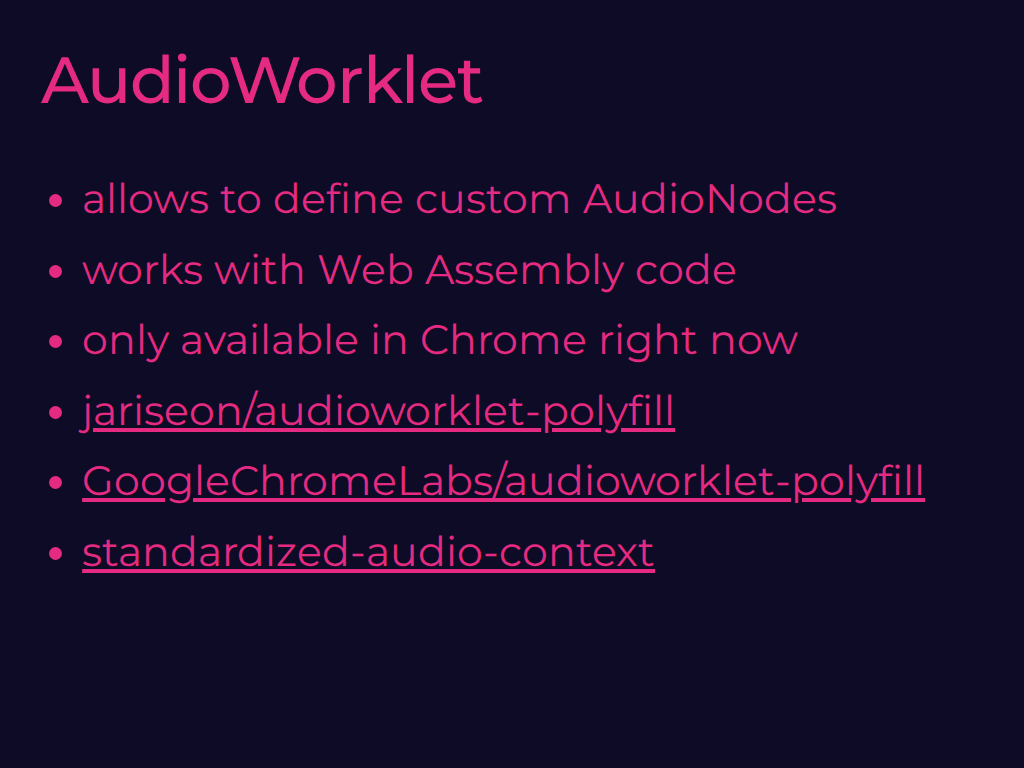 AudioWorklet
• allows to define custom AudioNodes
• works with Web Assembly code
• only available in Chrome right now
• jariseon/audioworklet-polyfill
• GoogleChromeLabs/audioworklet-polyfill
• standardized-audio-context